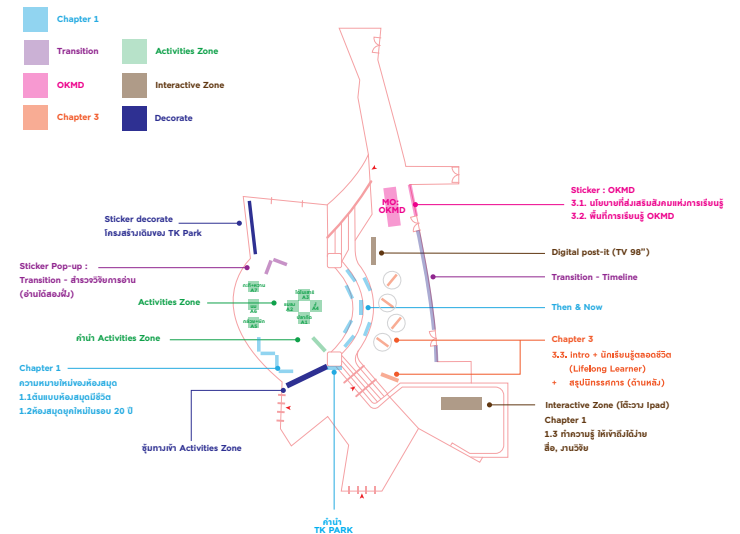 Chapter 1
Transition
Activities Zone
OKMD
Interactive Zone
Chapter 3
Decorate
Sticker decorate
โครงสร้างเดิมของ TK Park
Sticker Pop-up :
Transition - สำรวจวิจัยการอ่าน
(อ่านได้สองฝั่ง)
Activities Zone
คำนำ Activities Zone
Chapter 1
ความหมายใหม่ของห้องสมุด
1.1ต้นแบบห้องสมุดมีชีวิต
1.2ห้องสมุดยุคใหม่ในรอบ 20 ปี
ซุ้มทางเข้า Activities Zone
คำนำ
TK PARK
MO:
OKMD
A7
A6
A5
A3
A2
A4
A1
Sticker : OKMD
3.1. นโยบายที่ส่งเสริมสังคมแห่งการเรียนรู้
3.2. พื้นที่การเรียนรู้ OKMD
Digital post-it (TV 98")
Transition - Timeline
Then & Now
Chapter 3
3.3. Intro + นักเรียนรู้ตลอดชีวิต
(Lifelong Learner)
+ สรุปนิทรรศการ (ด้านหลัง)
Interactive Zone (โต๊ะวาง Ipad)
Chapter 1
1.3 ทำความรู้ ให้เข้าถึงได้ง่าย
สื่อ, งานวิจัย